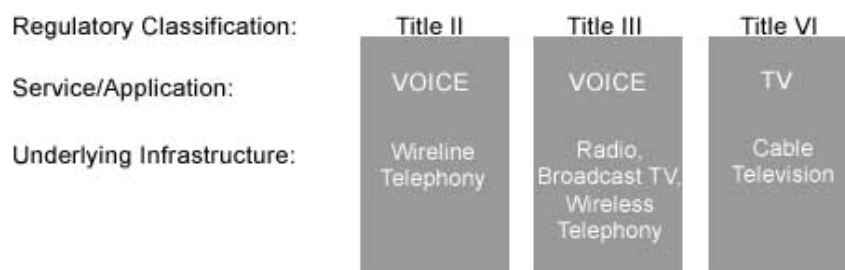 Regulatory Classification: Title II Title III Title VI
Service/Application: VOICE VOICE TV
Underlying Infrastructure: Wireline Radio, Cable
Telephony Broadcast TV, Television
Wireless
Telephony